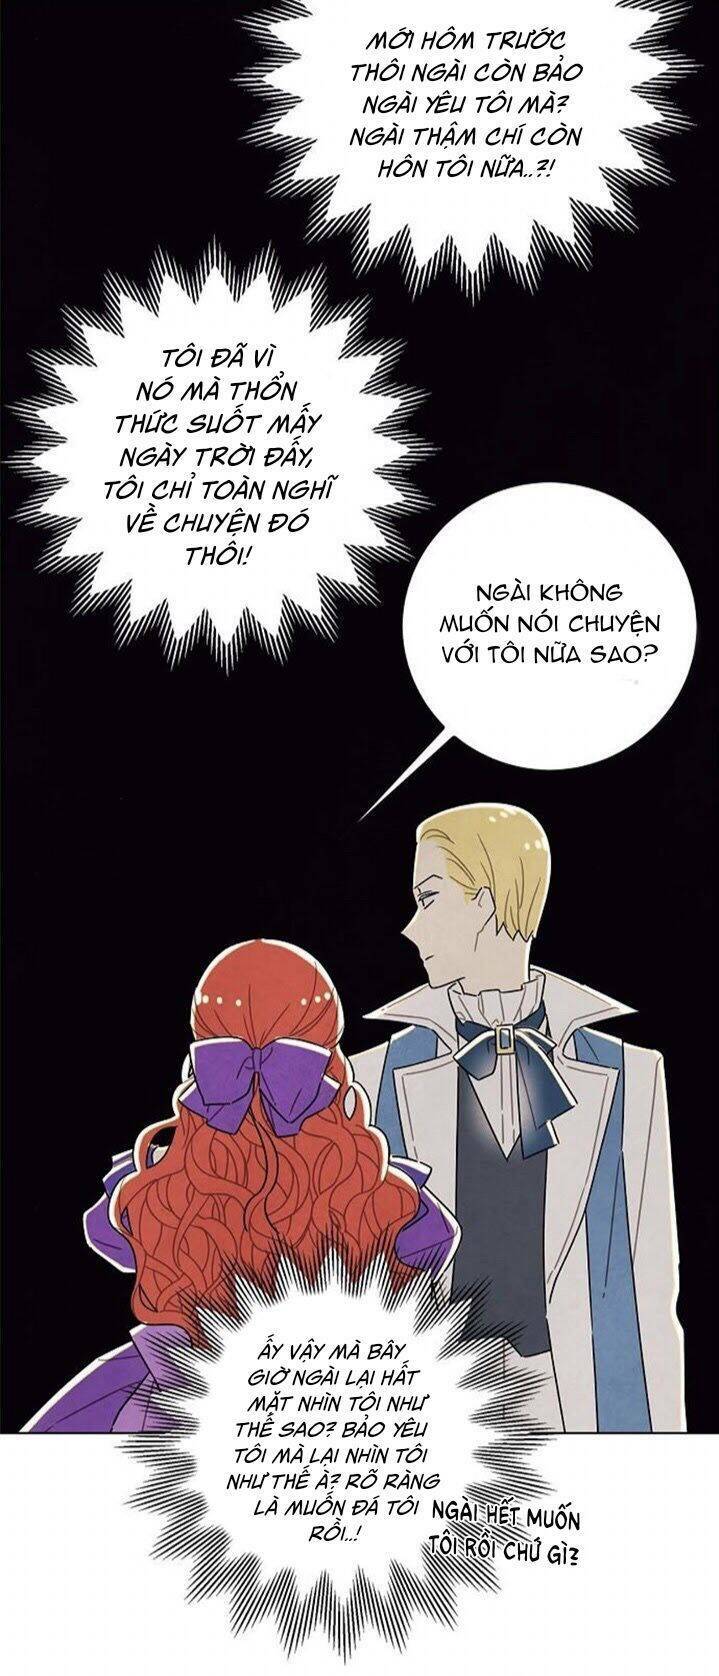 MỚI HÔM TRƯỚC
THÔI NGÀI CÒN BẢO
NGÀI YÊU TÔI MÀ?
NGÀI THẬM CHÍ CÒN
HÔN TÔI NỮA..?!
TÔI ĐÃ VÌ
NÓ MÀ THỔN
THỨC SUỐT MẤY
NGÀY TRỜI ĐẤY,
TÔI CHỈ TOÀN NGHĨ
VỀ CHUYỆN ĐÓ
THÔI!
NGÀI KHÔNG
MUỐN NÓI CHUYỆN
VỚI TÔI NỮA SAO?
ẤY VẬY MÀ BÂY
GIỜ NGÀI LẠI HẤT
MẶT NHÌN TÔI NHƯ
THẾ SAO? BẢO YÊU
TÔI MÀ LẠI NHÌN TÔI
NHƯ THẾ À? RÕ RÀNG
LÀ MUỐN ĐÁ TÔI
RỒI..!
NGÀI HẾT MUỐN
TÔI RỒI CHỨ GÌ?